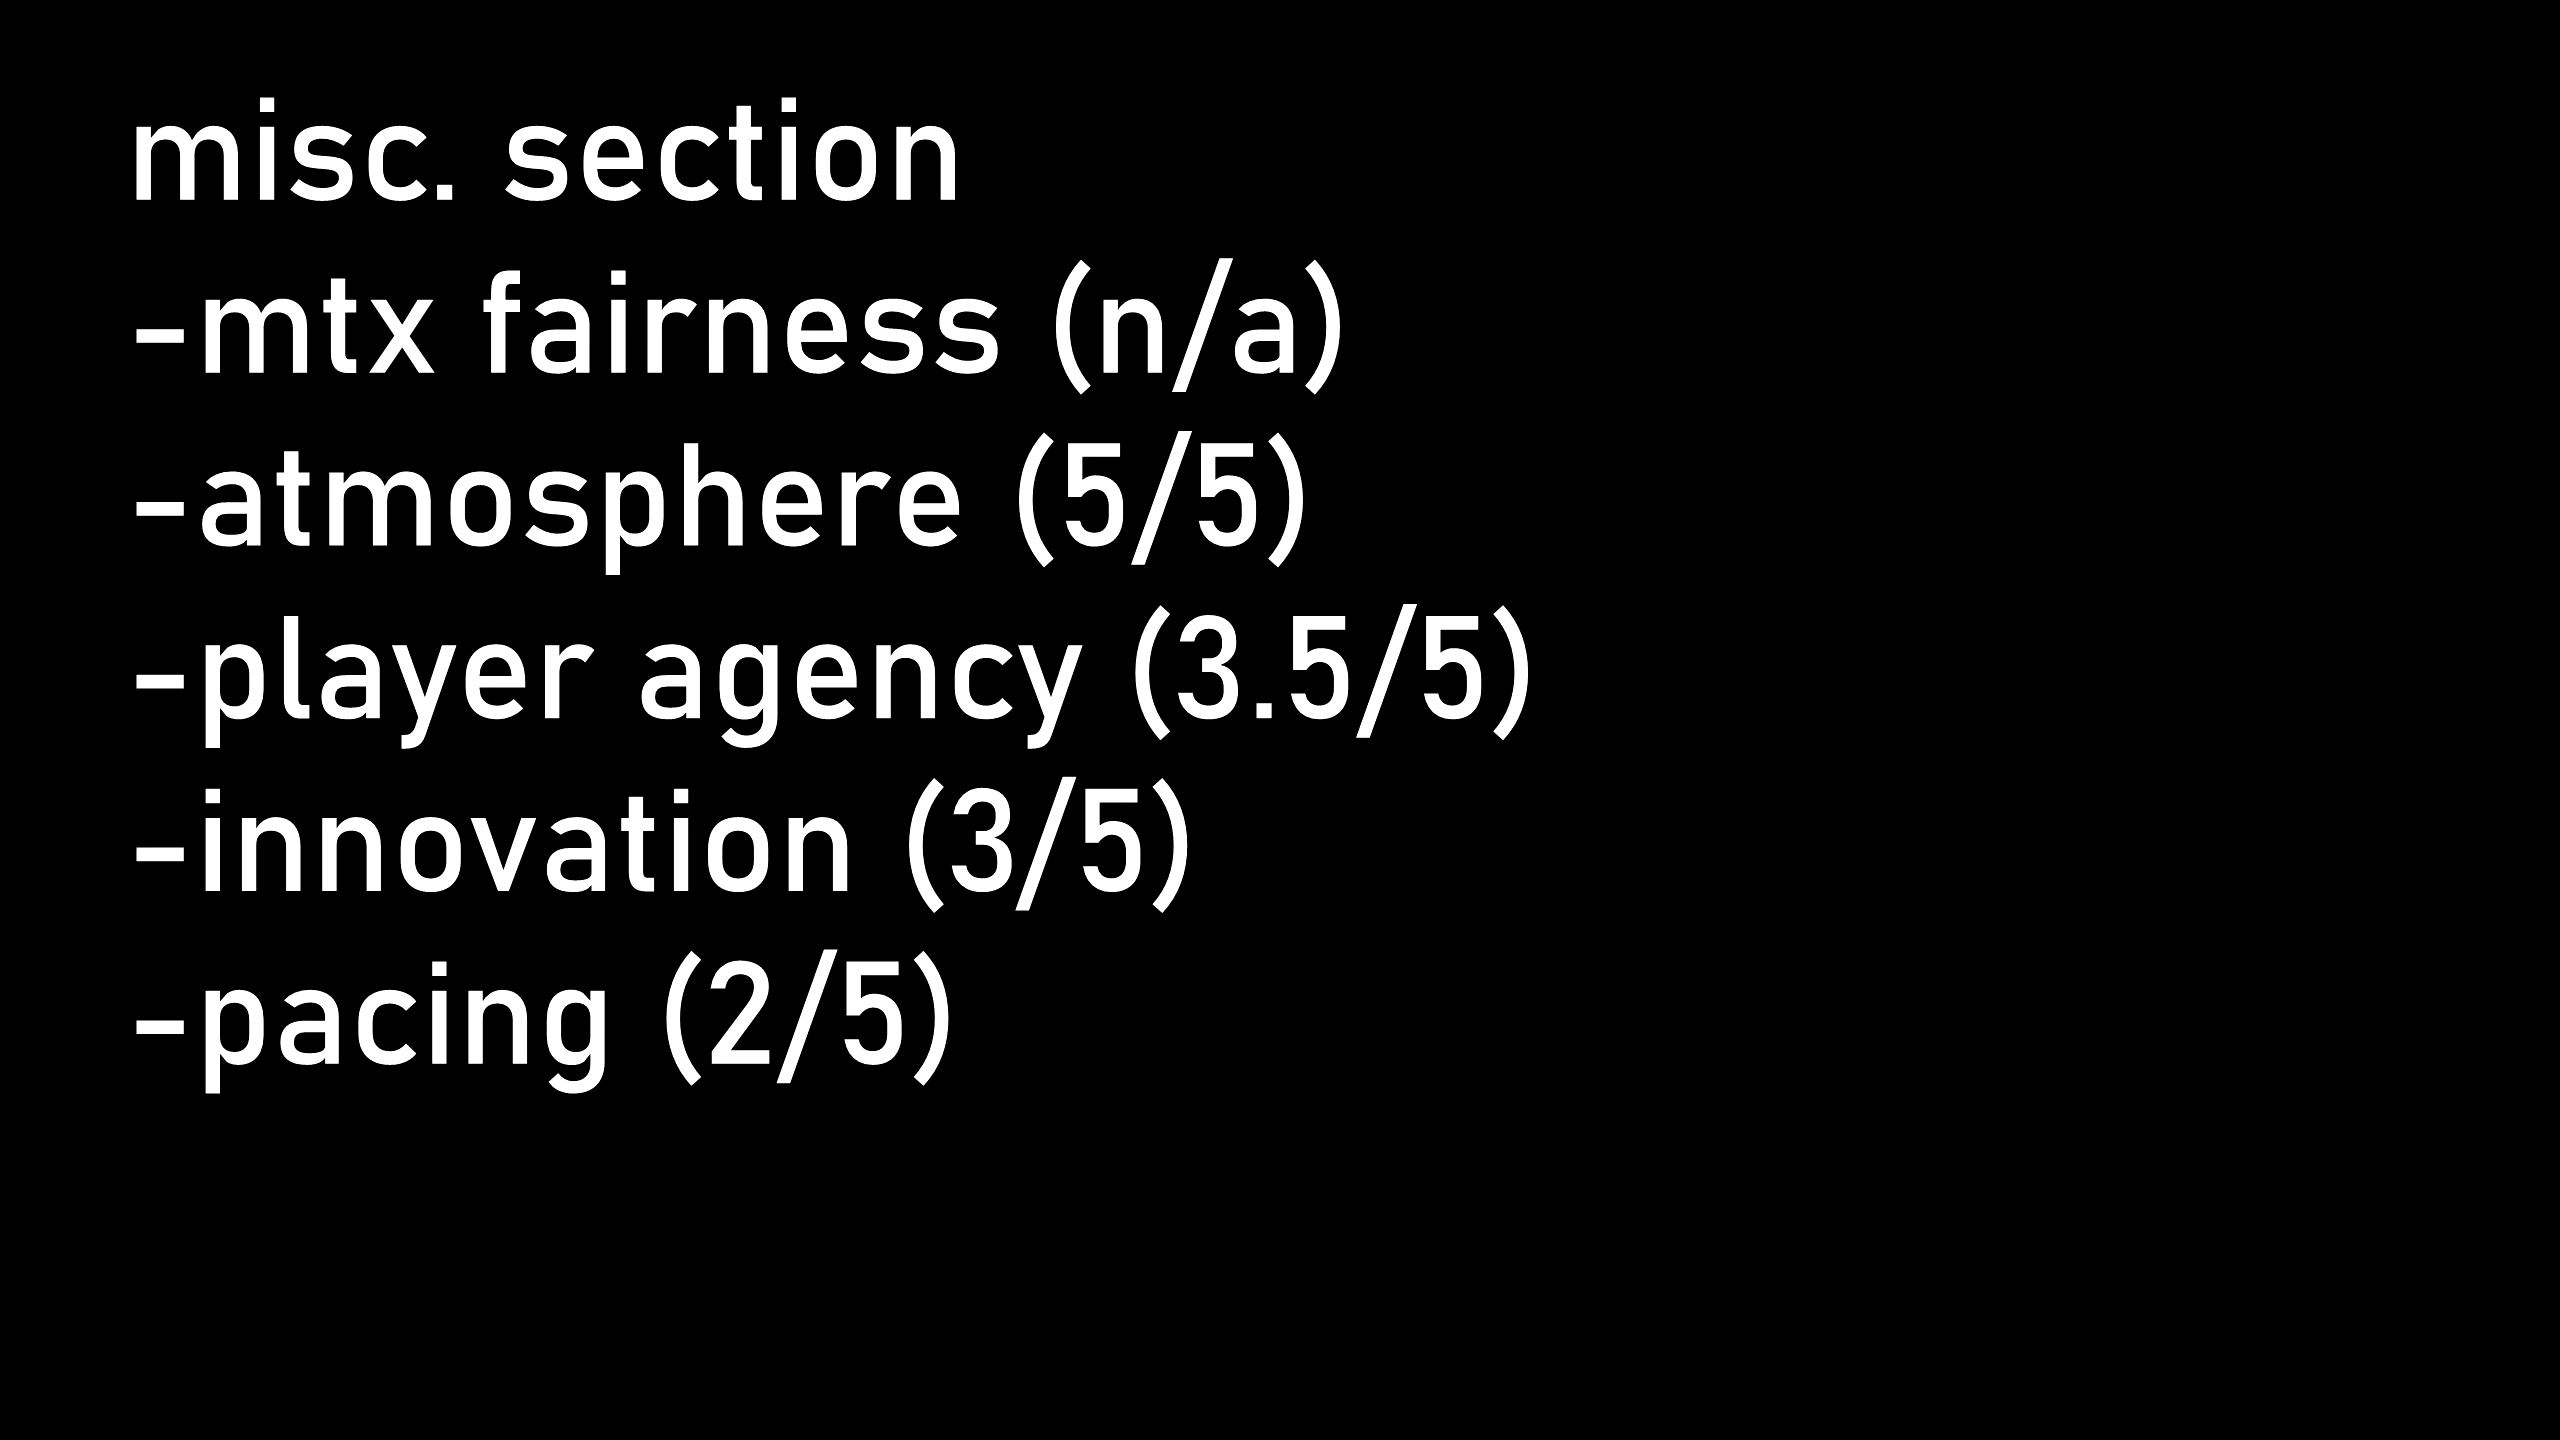 misc. section
-mtx fairness (n/a)
-atmosphere (5/5)
-player agency (3.5/5)
-innovation (3/5)
-pacing (2/5)